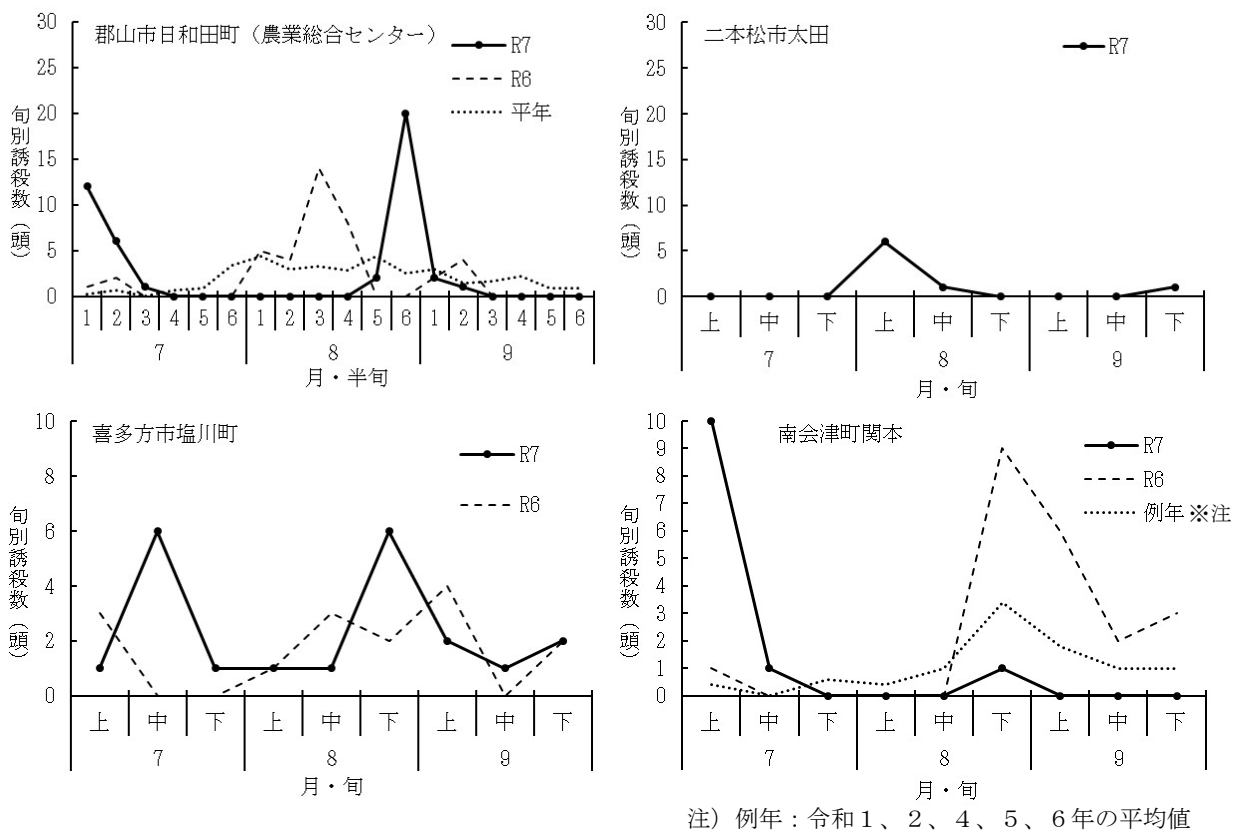 郡山市日和田町（農業総合センター）
R7
R6
平年
旬別誘殺数（頭）
30
25
20
15
10
5
0
1 2 3 4 5 6 1 2 3 4 5 6 1 2 3 4 5 6
7 8 9
月・半旬
二本松市太田
R7
旬別誘殺数（頭）
30
25
20
15
10
5
0
上 中 下 上 中 下 上 中 下
7 8 9
月・旬
喜多方市塩川町
R7
R6
旬別誘殺数（頭）
10
8
6
4
2
0
上 中 下 上 中 下 上 中 下
7 8 9
月・旬
南会津町関本
R7
R6
例年※注
旬別誘殺数（頭）
10
9
8
7
6
5
4
3
2
1
0
上 中 下 上 中 下 上 中 下
7 8 9
月・旬
注）例年：令和１、２、４、５、６年の平均値